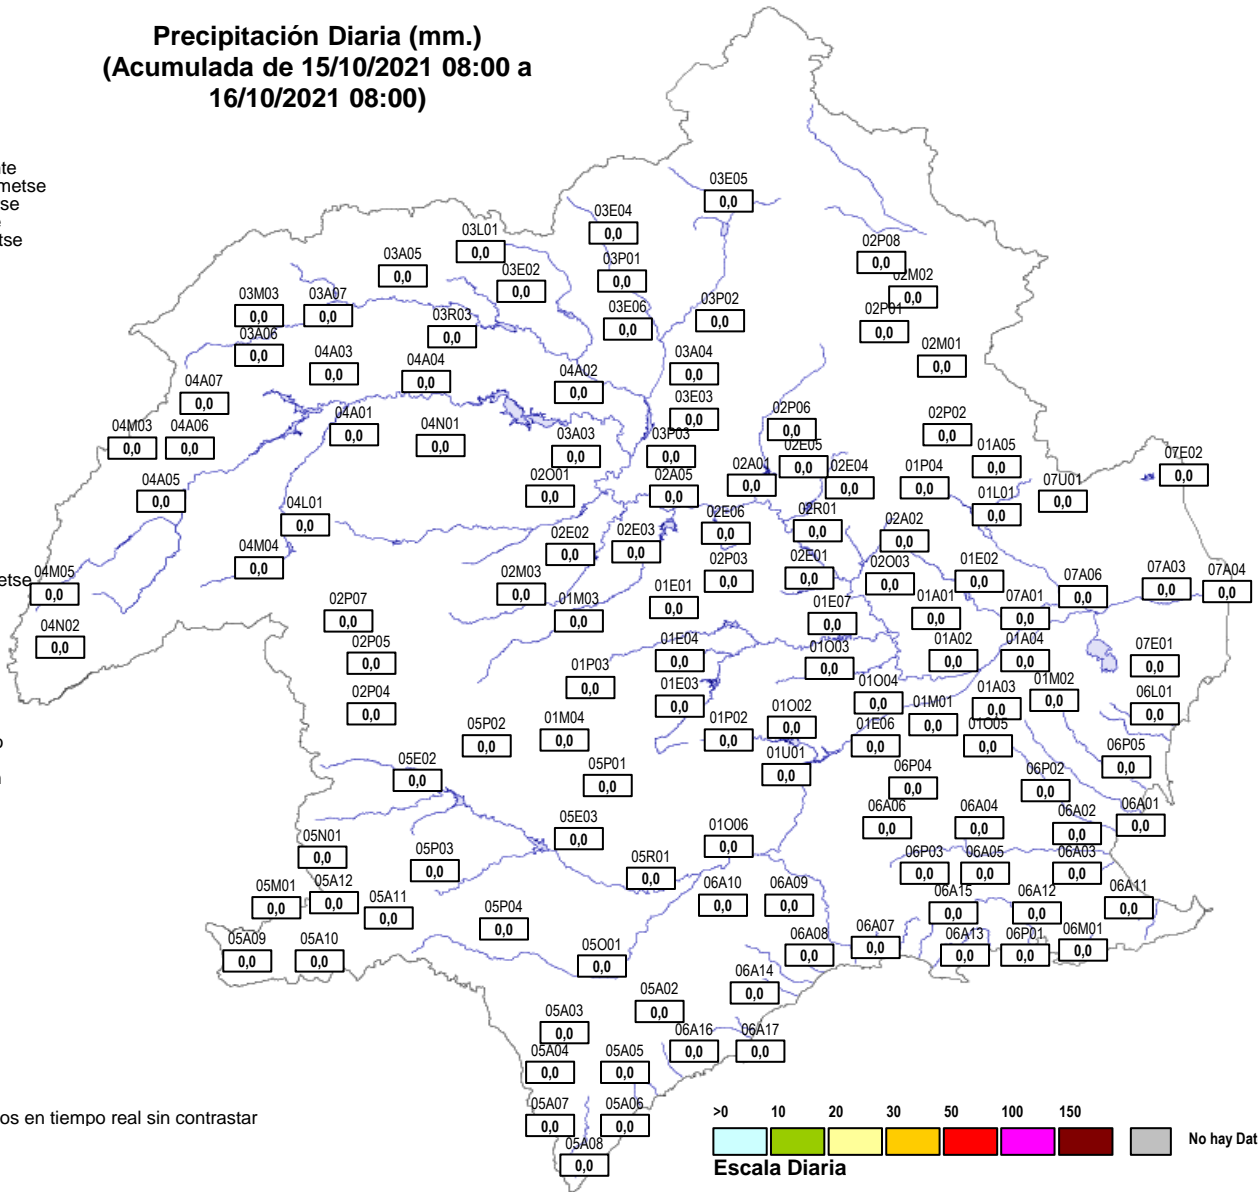 Precipitación Diaria (mm.)
(Acumulada de 15/10/2021 08:00 a
16/10/2021 08:00)
nte
metse
tse
03E05
0,0
03E04
0,0
03L01
0,0
03A05
0,0
03P01
0,0
03E02
0,0
02P08
0,0
02M02
0,0
03M03
0,0
03A07
0,0
03R03
0,0
03E06
0,0
03P02
0,0
02P01
0,0
03A06
0,0
04A03
0,0
04A04
0,0
03A04
0,0
02M01
0,0
04A07
0,0
04A02
0,0
03E03
0,0
04M03
0,0
04A06
0,0
04A01
0,0
04N01
0,0
03A03
0,0
03P03
0,0
02P06
0,0
02E05
0,0
02P02
0,0
01A05
0,0
07E02
0,0
04A05
0,0
02O01
0,0
02A05
0,0
02A01
0,0
02E04
0,0
01P04
0,0
01L01
0,0
07U01
0,0
04L01
0,0
02E06
0,0
02R01
0,0
02A02
0,0
04M04
0,0
02E02
0,0
02E03
0,0
02P03
0,0
02E01
0,0
02O03
0,0
01E02
0,0
07A06
0,0
07A03
0,0
07A04
0,0
metse
04M05
0,0
02M03
0,0
01M03
0,0
01E01
0,0
01E07
0,0
01A01
0,0
07A01
0,0
04N02
0,0
02P07
0,0
02P05
0,0
01E04
0,0
01O03
0,0
01A02
0,0
01A04
0,0
07E01
0,0
02P04
0,0
01P03
0,0
01E03
0,0
01O04
0,0
01M01
0,0
01A03
0,0
01M02
0,0
06L01
0,0
05P02
0,0
01M04
0,0
01P02
0,0
01O02
0,0
01E06
0,0
01O05
0,0
06P05
0,0
05E02
0,0
05P01
0,0
01U01
0,0
06P04
0,0
06P02
0,0
05E03
0,0
01O06
0,0
06A06
0,0
06A04
0,0
06A02
0,0
06A01
0,0
05N01
0,0
05P03
0,0
05R01
0,0
06P03
0,0
06A05
0,0
06A03
0,0
05M01
0,0
05A12
0,0
05A11
0,0
06A10
0,0
06A09
0,0
06A15
0,0
06A12
0,0
06A11
0,0
05A09
0,0
05A10
0,0
05P04
0,0
05O01
0,0
06A08
0,0
06A07
0,0
06A13
0,0
06P01
0,0
06M01
0,0
05A02
0,0
06A14
0,0
05A03
0,0
06A16
0,0
06A17
0,0
05A04
0,0
05A05
0,0
05A07
0,0
05A06
0,0
05A08
0,0
os en tiempo real sin contrastar
>0 10 20 30 50 100 150
No hay Dat
Escala Diaria